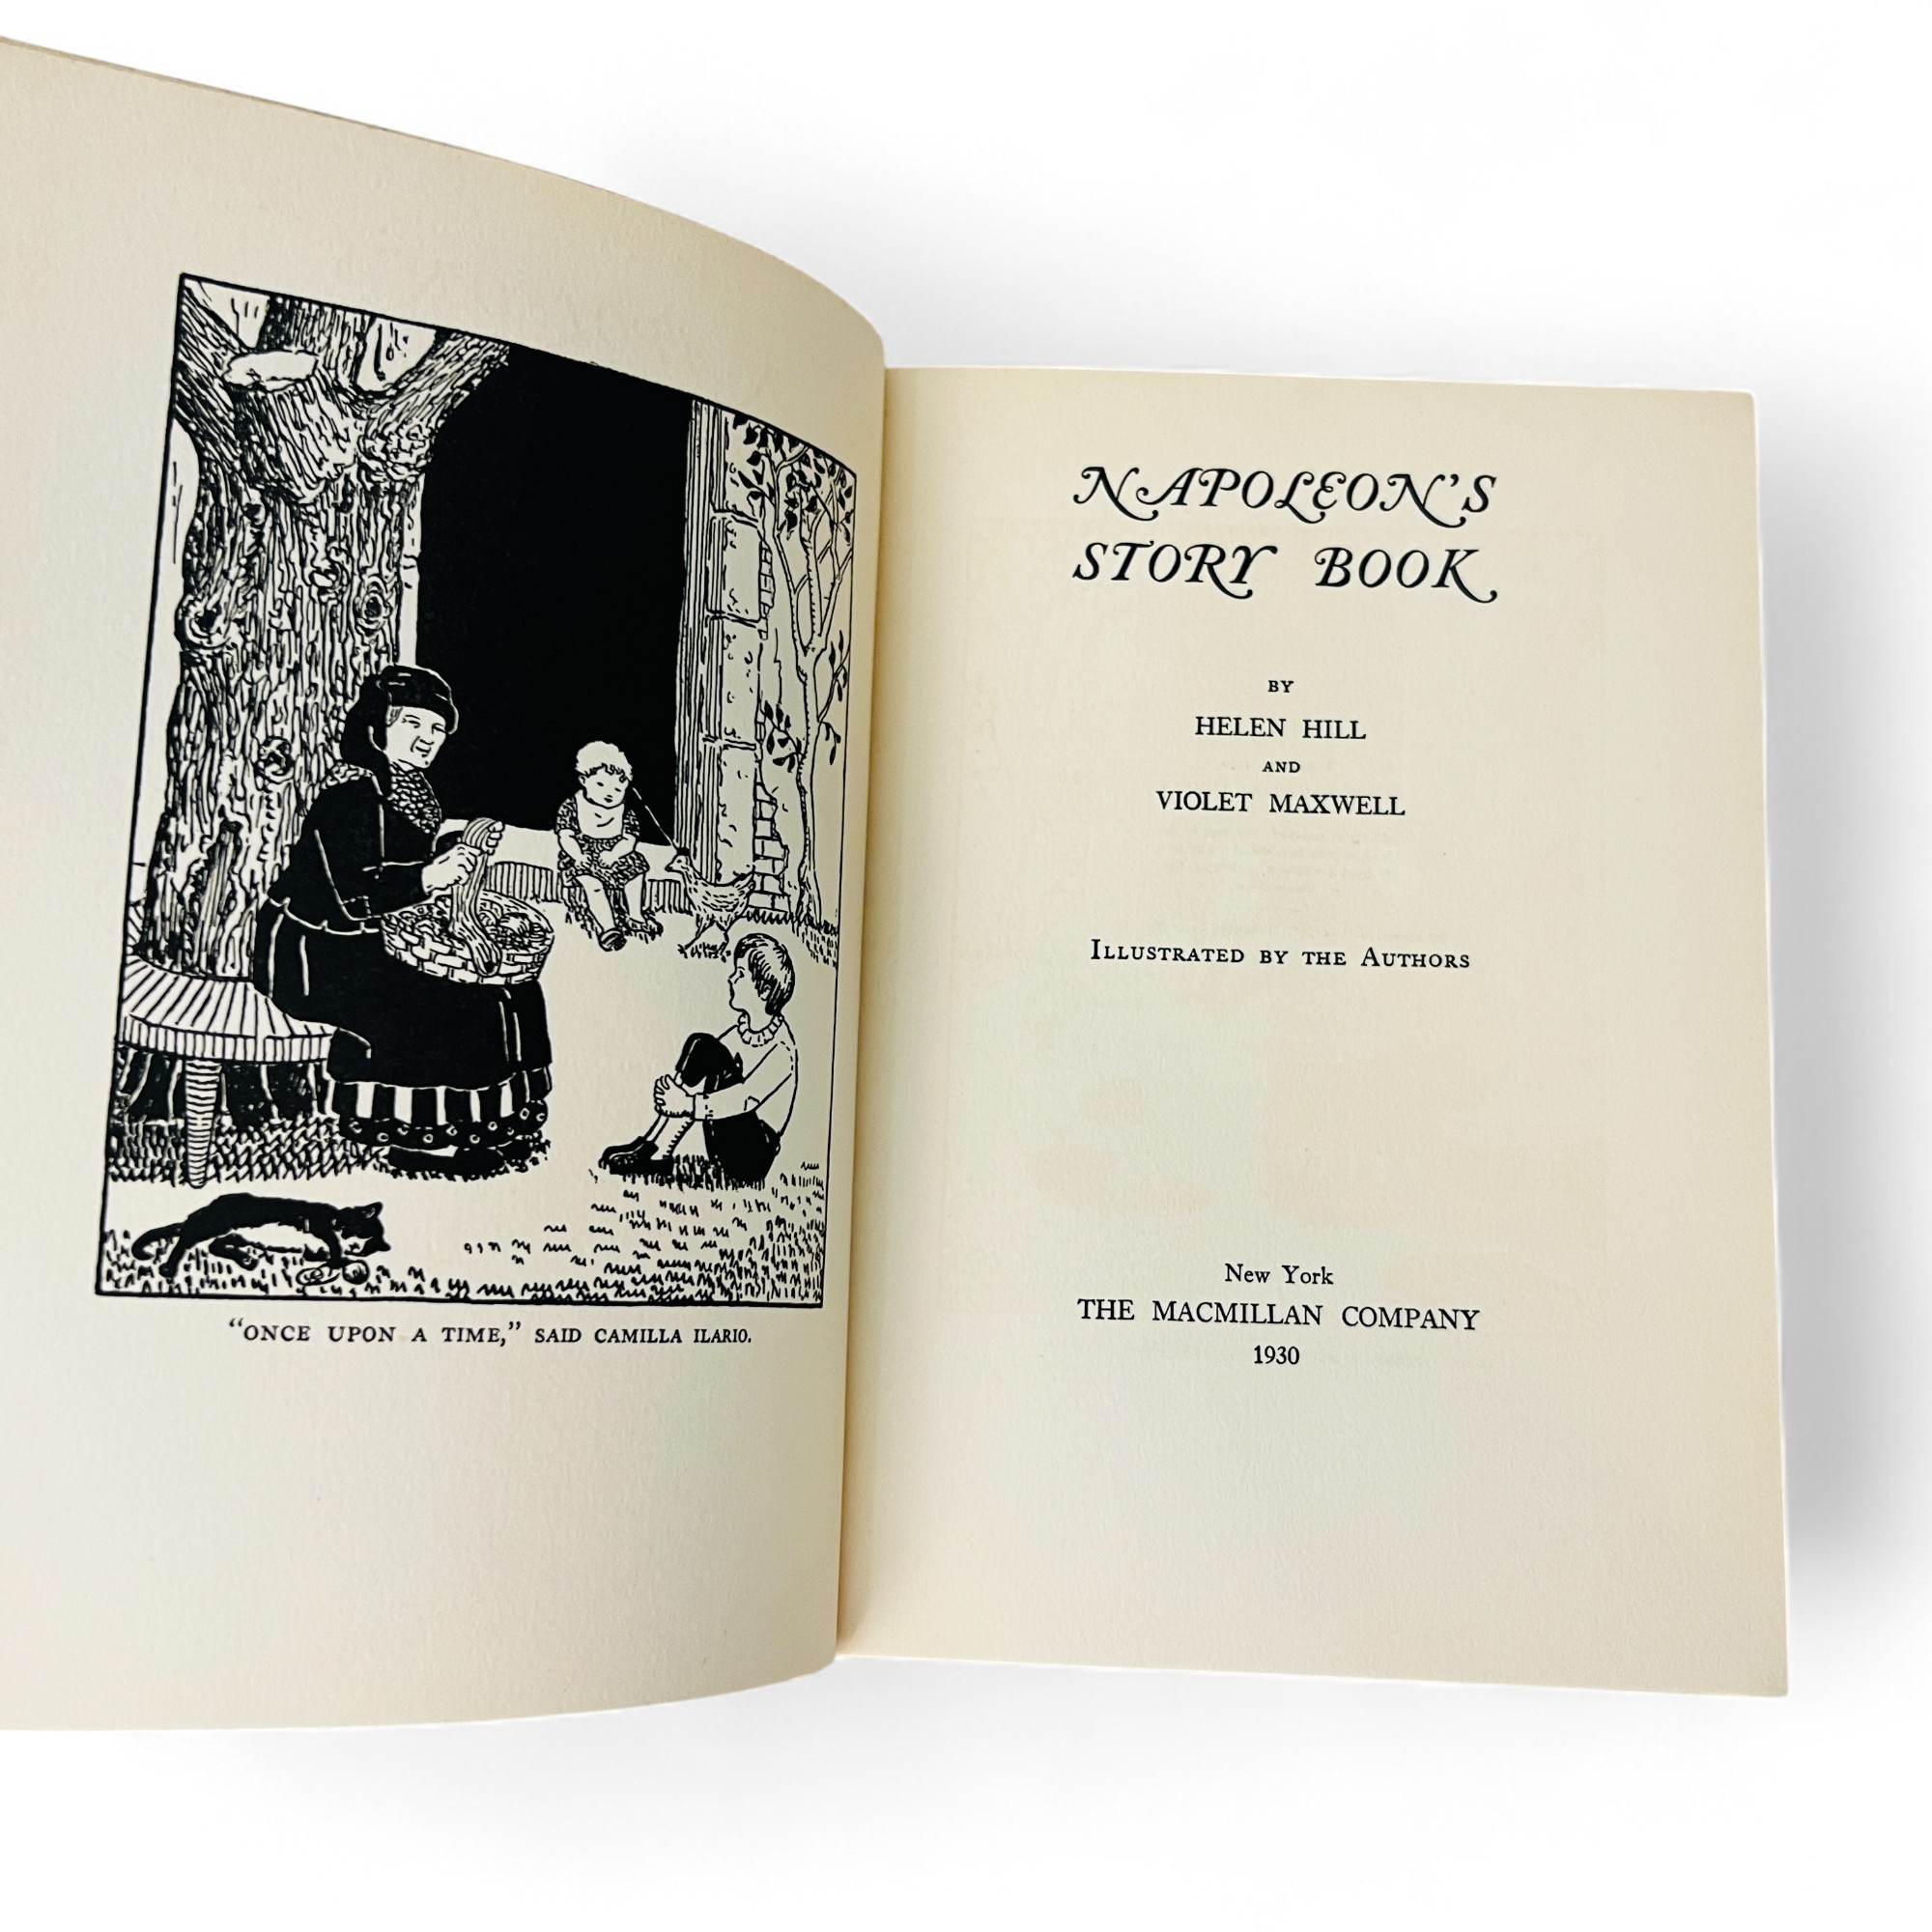 "ONCE UPON A TIME," SAID CAMILLA ILARIO.
NAPOLEON'S
STORY BOOK
BY
HELEN HILL
AND
VIOLET MAXWELL
ILLUSTRATED BY THE AUTHORS
New York
THE MACMILLAN COMPANY
1930